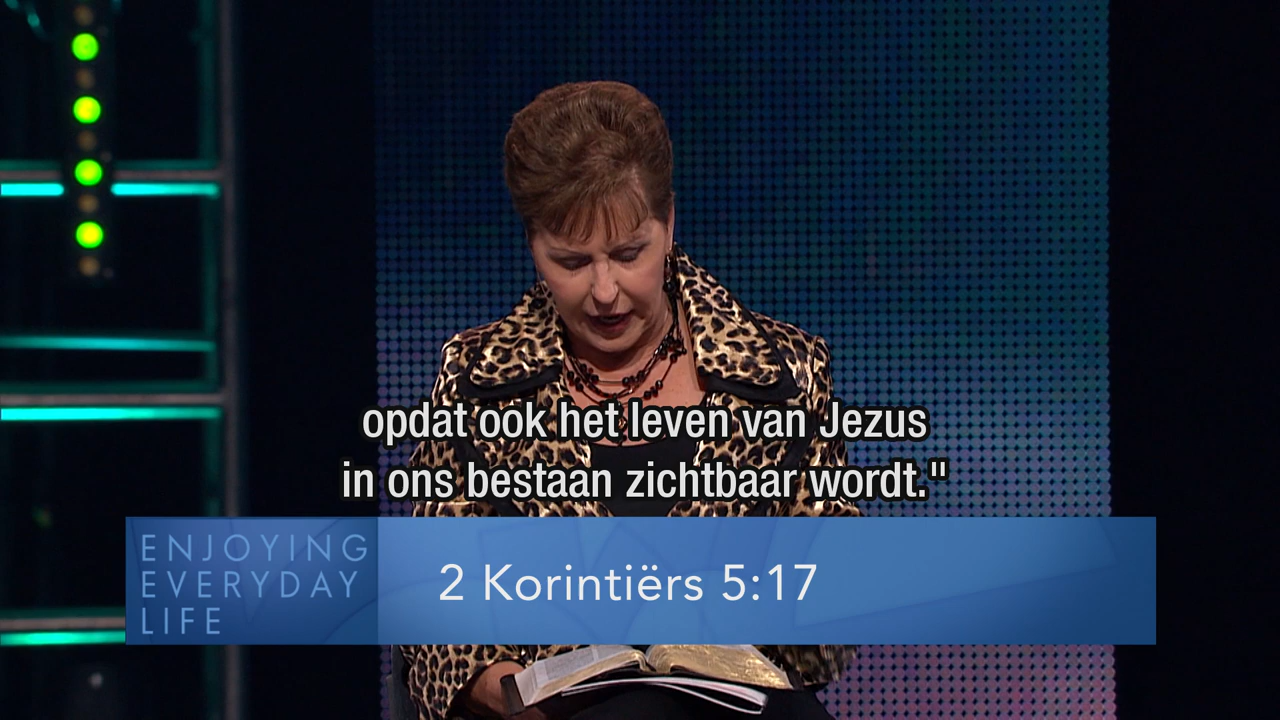 opdat ook het leven van Jezus
in ons bestaan zichtbaar wordt."
ENJOYING
EVERYDAY
LIFE
2 Korintiërs 5:17